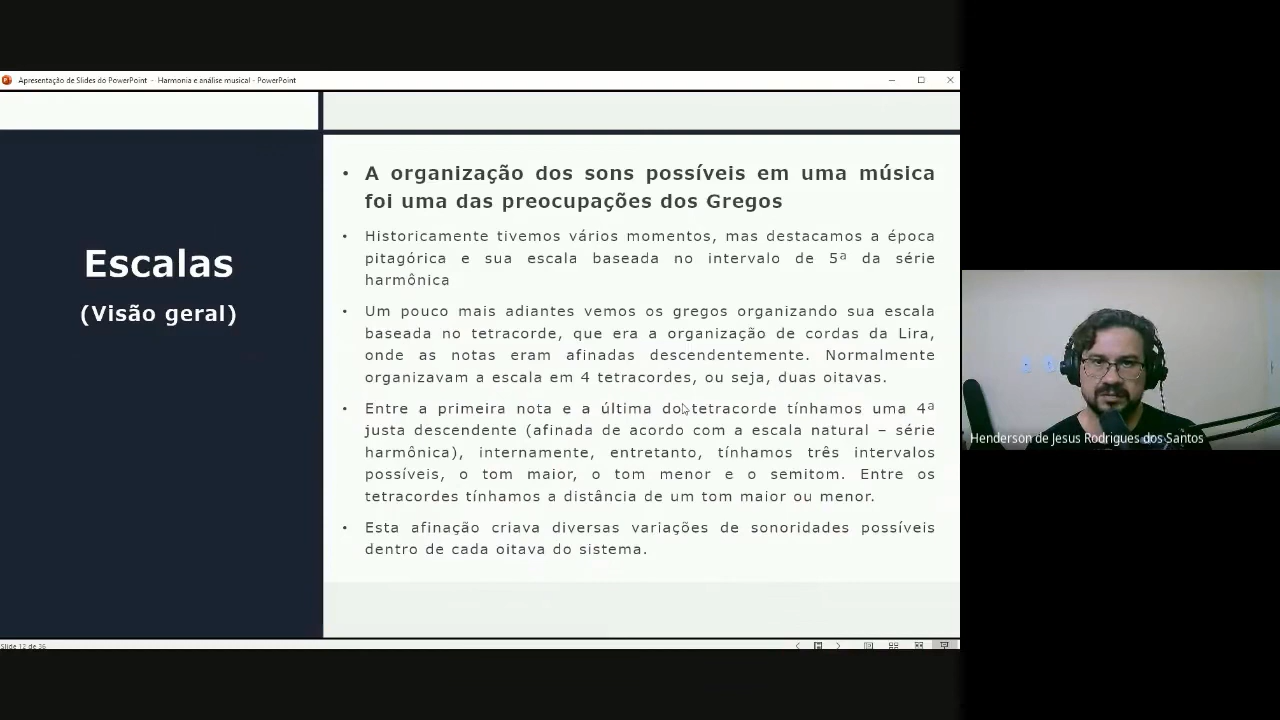 Apresentação de Slides do PowerPoint - Harmonia e análise musical - PowerPoint
Escalas
(Visão geral)
• A organização dos sons possíveis em uma música
foi uma das preocupações dos Gregos
• Historicamente tivemos vários momentos, mas destacamos a época
pitagórica e sua escala baseada no intervalo de 5ª da série
harmônica
• Um pouco mais adiantes vemos os gregos organizando sua escala
baseada no tetracorde, que era a organização de cordas da Lira,
onde as notas eram afinadas descendentemente. Normalmente
organizavam a escala em 4 tetracordes, ou seja, duas oitavas.
• Entre a primeira nota e a última do tetracorde tínhamos uma 4ª
justa descendente (afinada de acordo com a escala natural – série
harmônica), internamente, entretanto, tínhamos três intervalos
possíveis, o tom maior, o tom menor e o semitom. Entre os
tetracordes tínhamos a distância de um tom maior ou menor.
• Esta afinação criava diversas variações de sonoridades possíveis
dentro de cada oitava do sistema.
Slide 12 de 36
Henderson de Jesus Rodrigues dos Santos